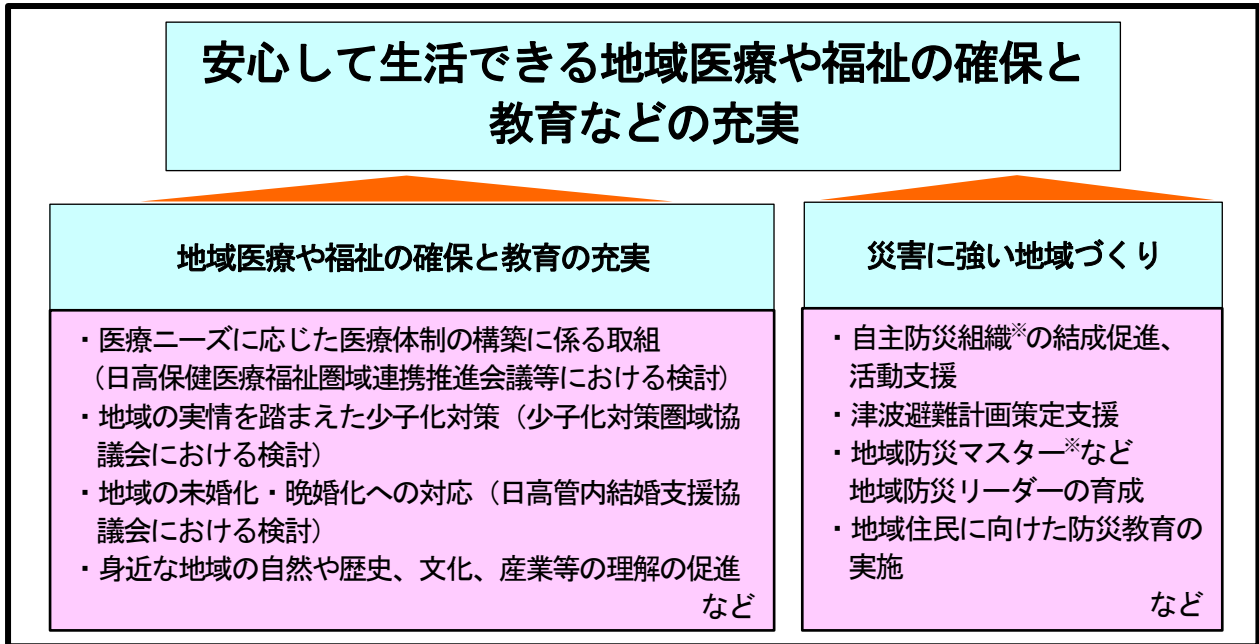 安心して生活できる地域医療や福祉の確保と
教育などの充実
地域医療や福祉の確保と教育の充実
・医療ニーズに応じた医療体制の構築に係る取組
（日高保健医療福祉圏域連携推進会議等における検討）
・地域の実情を踏まえた少子化対策（少子化対策圏域協
議会における検討）
・地域の未婚化・晩婚化への対応（日高管内結婚支援協
議会における検討）
・身近な地域の自然や歴史、文化、産業等の理解の促進
など
災害に強い地域づくり
・自主防災組織※の結成促進、
活動支援
・津波避難計画策定支援
・地域防災マスター※など
地域防災リーダーの育成
・地域住民に向けた防災教育の
実施
など